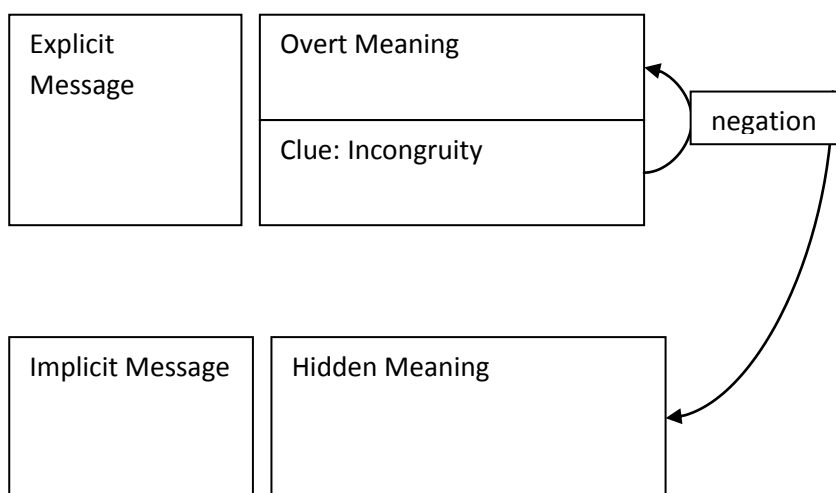 Explicit
Message
Overt Meaning
Clue: Incongruity
negation
Implicit Message
Hidden Meaning